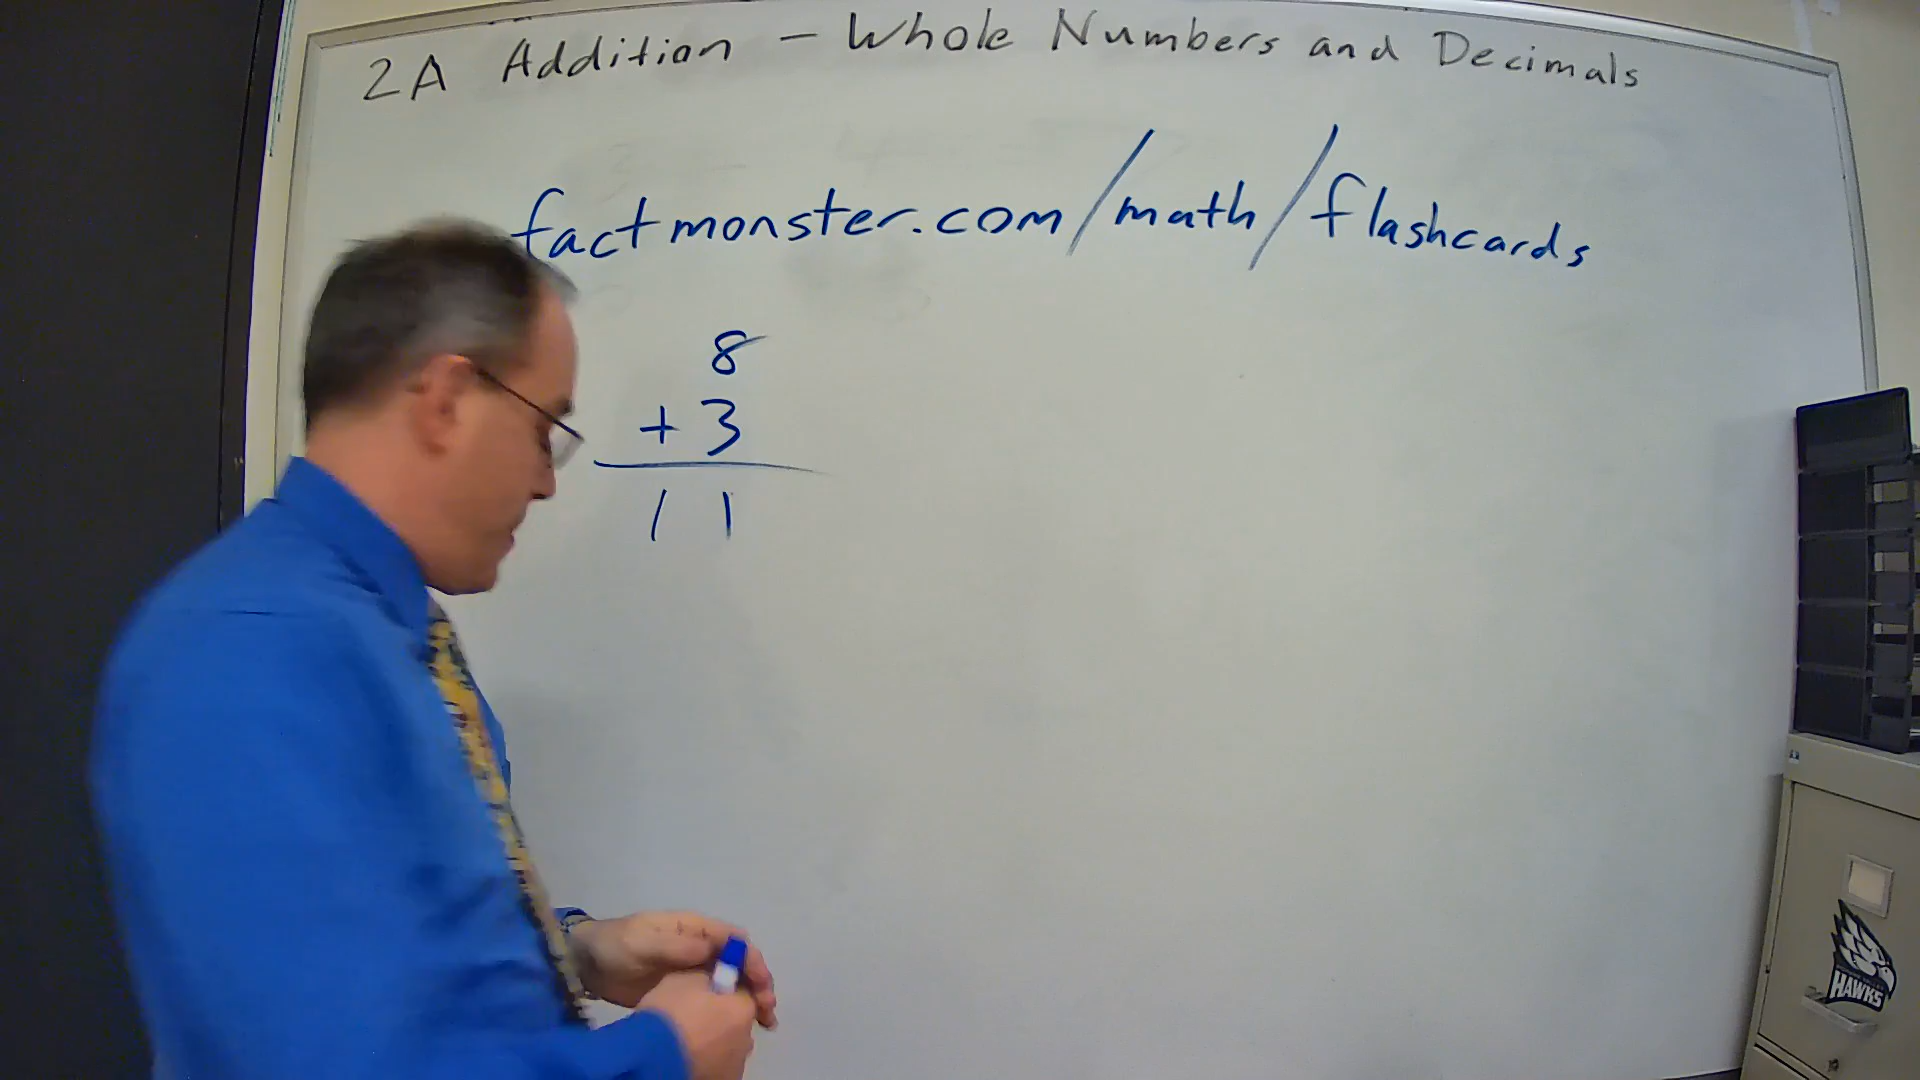 2A Addition - Whole Numbers and Decimals
factmonster.com/math/flashcards
8
+ 3
11
HAWKS